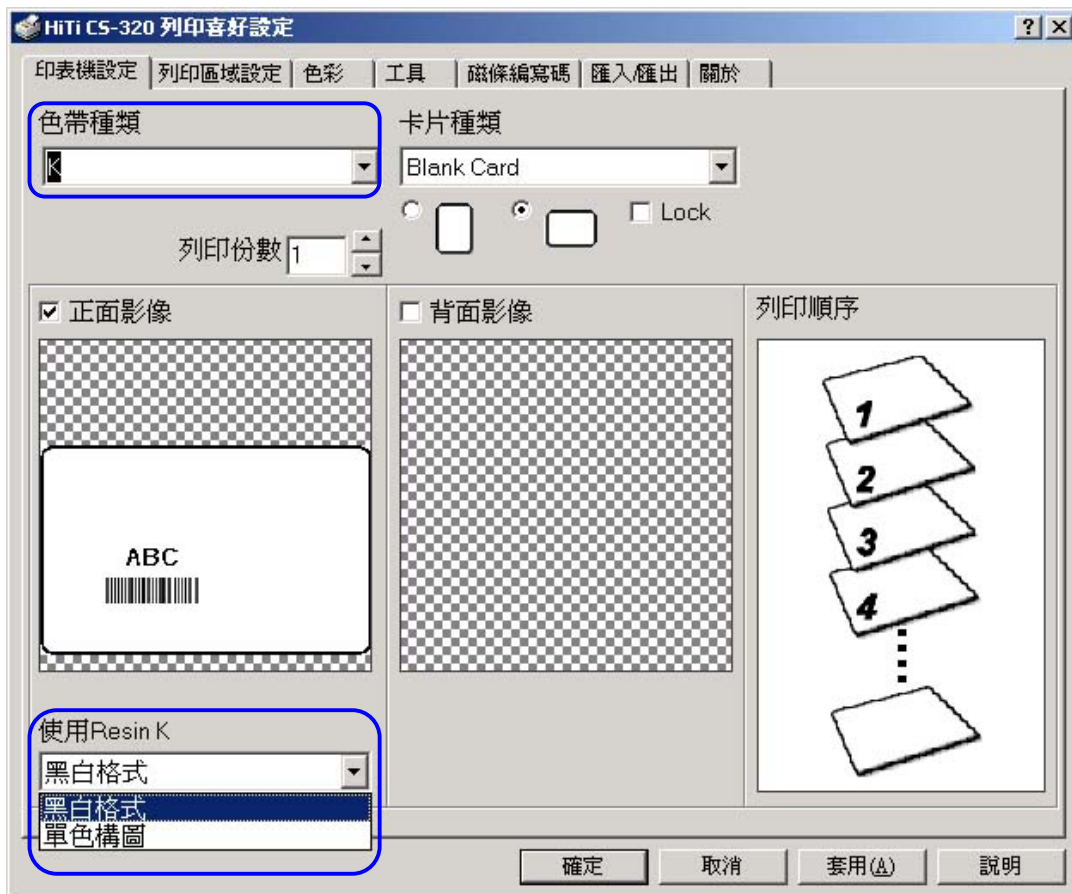 HiTi CS-320 列印喜好設定
印表機設定 列印區域設定 色彩 工具 磁條編寫碼 匯入/匯出 關於
色帶種類 卡片種類
K Blank Card
Lock
列印份數 1
正面影像 背面影像 列印順序
1
2
3
4
ABC
使用Resin K
黑白格式
黑白格式
單色構圖
確定 取消 套用(A) 說明